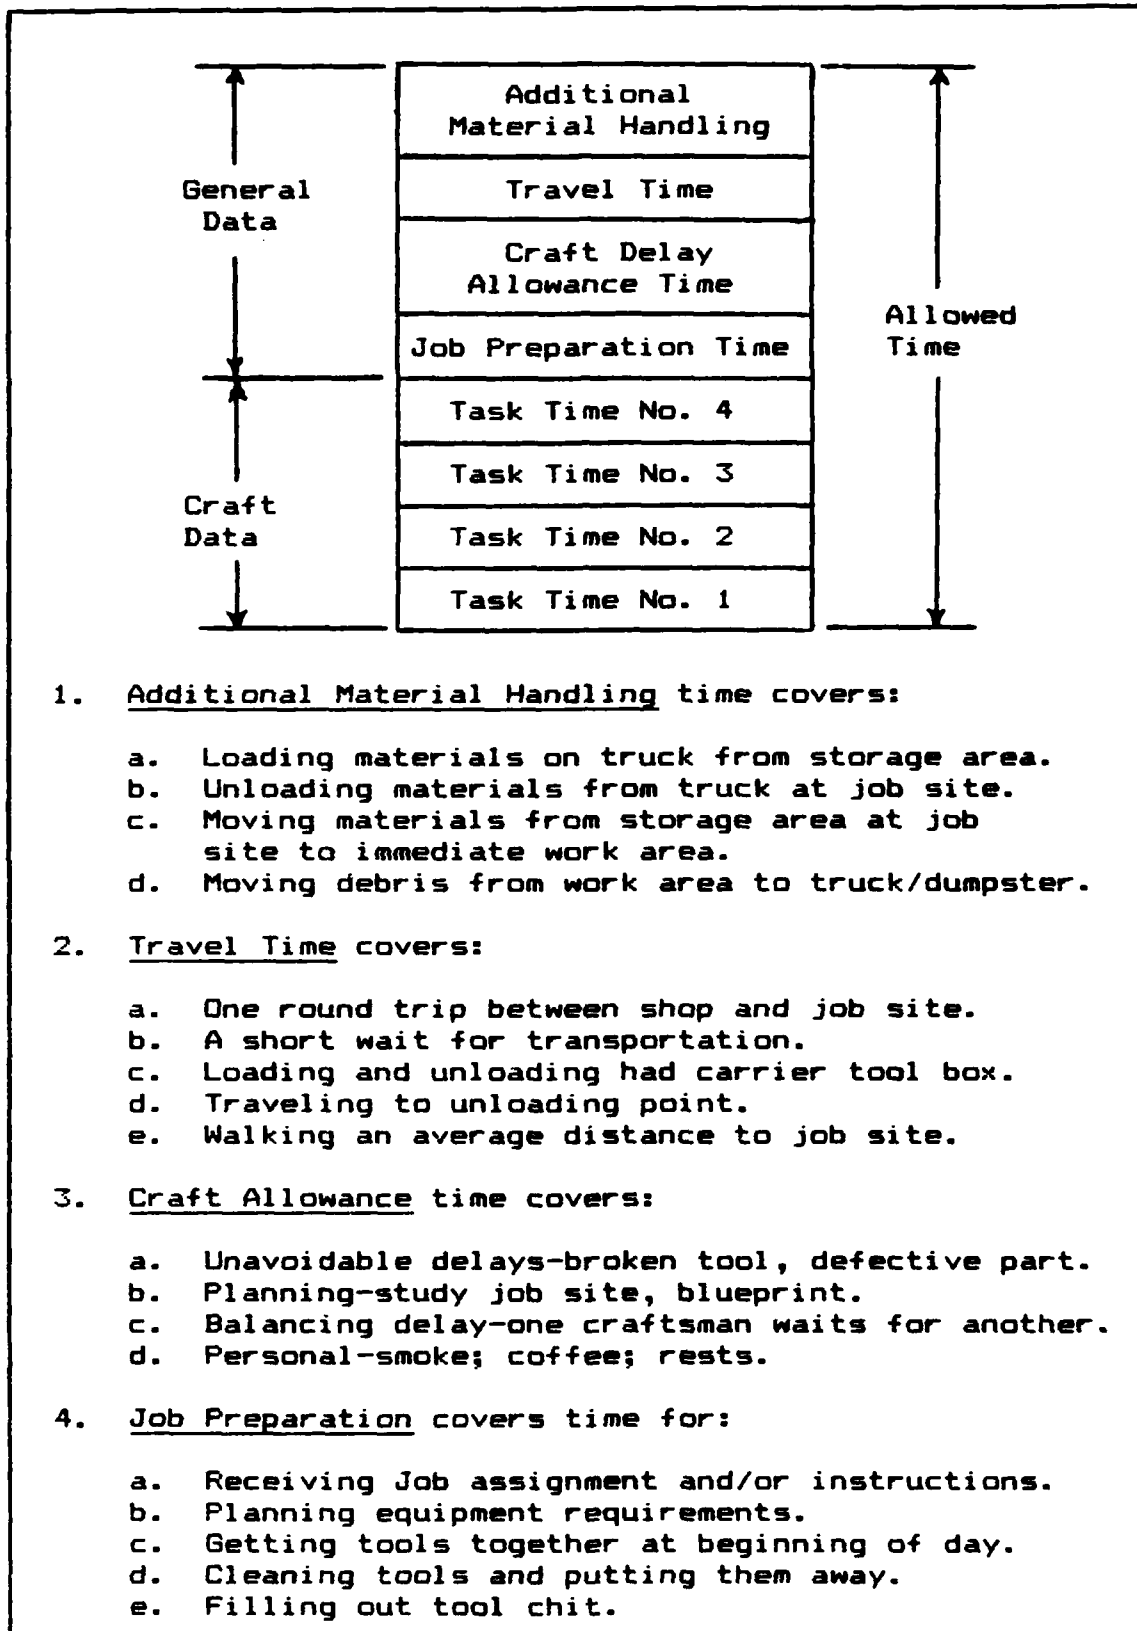 Additional
Material Handling
General
Data
Travel Time
Craft Delay
Allowance Time
Allowed
Time
Job Preparation Time
Task Time No. 4
Task Time No. 3
Craft
Data
Task Time No. 2
Task Time No. 1
1. Additional Material Handling time covers:
a. Loading materials on truck from storage area.
b. Unloading materials from truck at job site.
c. Moving materials from storage area at job
site to immediate work area.
d. Moving debris from work area to truck/dumpster.
2. Travel Time covers:
a. One round trip between shop and job site.
b. A short wait for transportation.
c. Loading and unloading had carrier tool box.
d. Traveling to unloading point.
e. Walking an average distance to job site.
3. Craft Allowance time covers:
a. Unavoidable delays-broken tool, defective part.
b. Planning-study job site, blueprint.
c. Balancing delay-one craftsman waits for another.
d. Personal-smoke; coffee; rests.
4. Job Preparation covers time for:
a. Receiving Job assignment and/or instructions.
b. Planning equipment requirements.
c. Getting tools together at beginning of day.
d. Cleaning tools and putting them away.
e. Filling out tool chit.